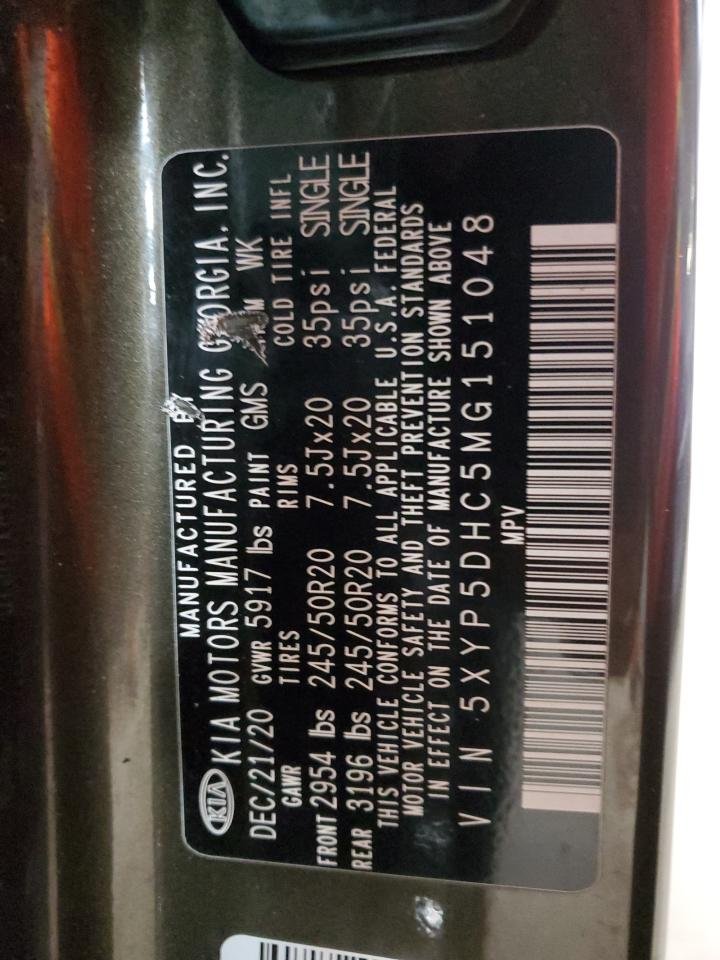 MANUFACTURED BY
KIA KIA MOTORS MANUFACTURING GEORGIA, INC.
DEC/21/20 GVWR 5917 lbs PAINT GMS M WK
GAWR TIRES RIMS COLD TIRE INFL
FRONT 2954 lbs 245/50R20 7.5Jx20 35psi SINGLE
REAR 3196 lbs 245/50R20 7.5Jx20 35psi SINGLE
THIS VEHICLE CONFORMS TO ALL APPLICABLE U.S.A. FEDERAL
MOTOR VEHICLE SAFETY AND THEFT PREVENTION STANDARDS
IN EFFECT ON THE DATE OF MANUFACTURE SHOWN ABOVE
VIN 5XYP5DHC5MG151048
MPV